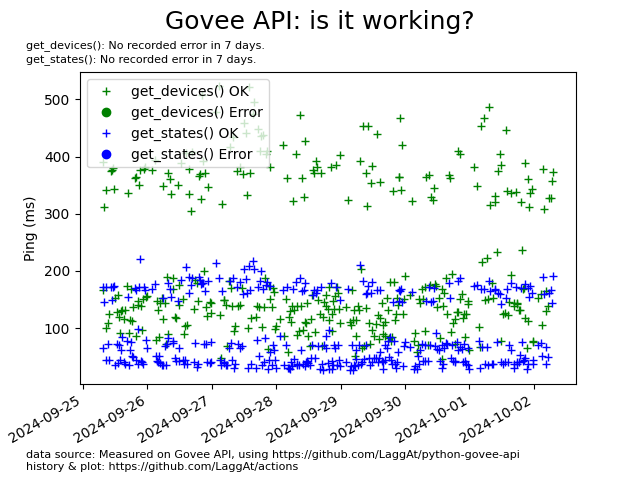 Govee API: is it working?
get_devices(): No recorded error in 7 days.
get_states(): No recorded error in 7 days.
get_devices() OK
get_devices() Error
get_states() OK
get_states() Error
Ping (ms)
500
400
300
200
100
2024-09-25
2024-09-26
2024-09-27
2024-09-28
2024-09-29
2024-09-30
2024-10-01
2024-10-02
data source: Measured on Govee API, using https://github.com/LaggAt/python-govee-api
history & plot: https://github.com/LaggAt/actions